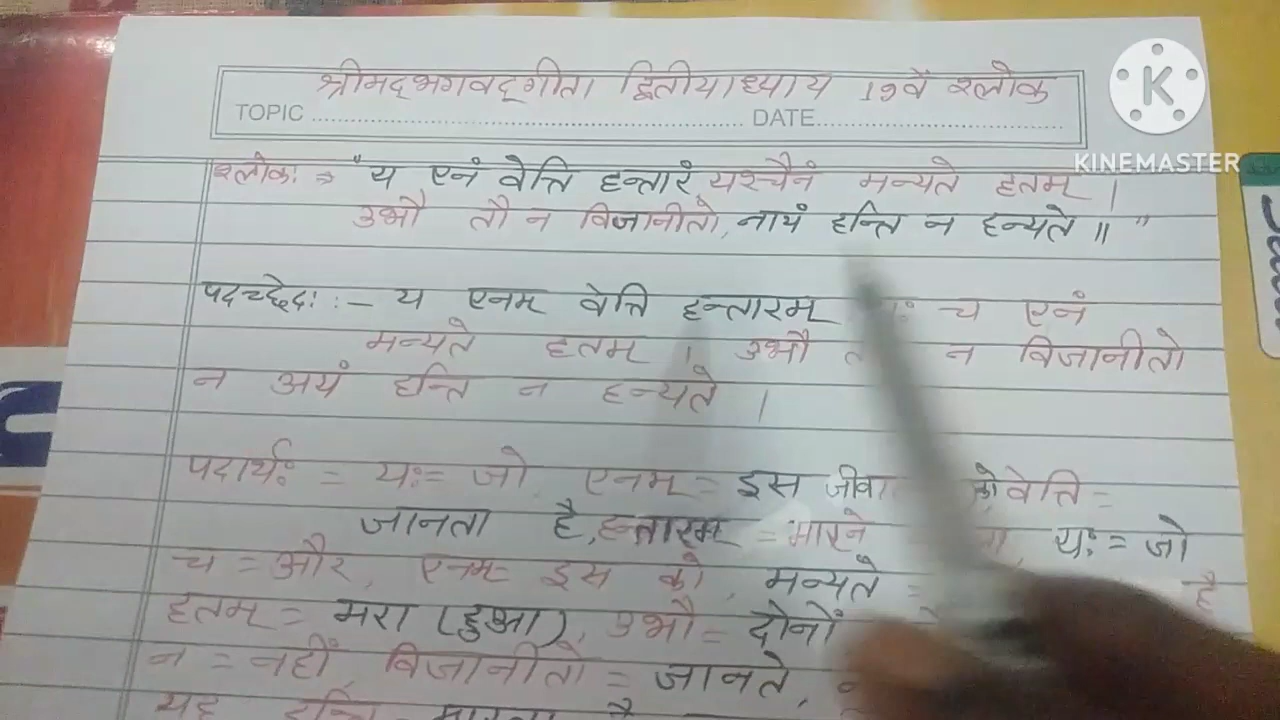 श्रीमद्भगवद्गीता द्वितीयाध्याय 19वें श्लोक
TOPIC DATE
KINEMASTER
श्लोकः ⇒ "य एनं वेत्ति हन्तारं यश्चैनं मन्यते हतम् ।
उभौ तौ न विजानीतो, नायं हन्ति न हन्यते ॥"
पदच्छेदः :- य एनम वेत्ति हन्तारम च एनं
मन्यते हतम । उभौ न विजानीतो
न अयं हन्ति न हन्यते ।
पदार्थः = यः= जो, एनम्= इस को, वेत्ति =
जानता है, हन्तारम् = मारने यः = जो
च = और, एनम्= इस को, मन्यते = है
हतम् = मरा (हुआ), उभौ = दोनों
न = नहीं, विजानीतो = जानते,
यह हन्ति है